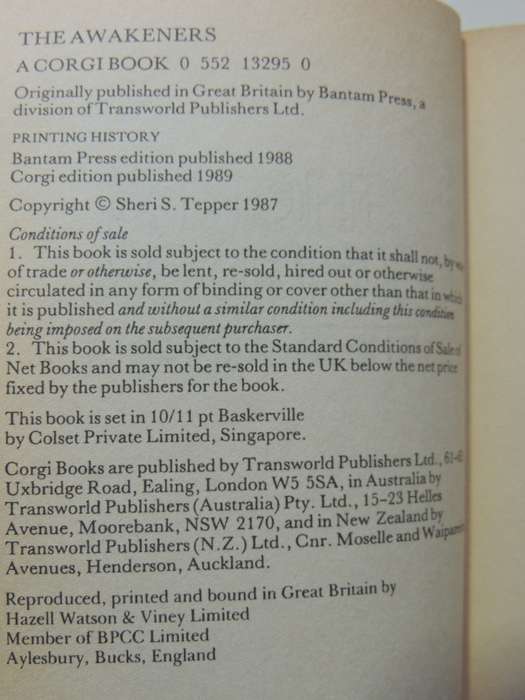 THE AWAKENERS
A CORGI BOOK 0 552 13295 0
Originally published in Great Britain by Bantam Press, a
division of Transworld Publishers Ltd.
PRINTING HISTORY
Bantam Press edition published 1988
Corgi edition published 1989
Copyright © Sheri S. Tepper 1987
Conditions of sale
1. This book is sold subject to the condition that it shall not, by
of trade or otherwise, be lent, re-sold, hired out or otherwise
circulated in any form of binding or cover other than that in which
it is published and without a similar condition including this condition
being imposed on the subsequent purchaser.
2. This book is sold subject to the Standard Conditions of Sale of
Net Books and may not be re-sold in the UK below the net price
fixed by the publishers for the book.
This book is set in 10/11 pt Baskerville
by Colset Private Limited, Singapore.
Corgi Books are published by Transworld Publishers Ltd.,
Uxbridge Road, Ealing, London W5 5SA, in Australia by
Transworld Publishers (Australia) Pty. Ltd., 15–23 Helles
Avenue, Moorebank, NSW 2170, and in New Zealand by
Transworld Publishers (N.Z.) Ltd., Cnr. Moselle and
Avenues, Henderson, Auckland.
Reproduced, printed and bound in Great Britain by
Hazell Watson & Viney Limited
Member of BPCC Limited
Aylesbury, Bucks, England